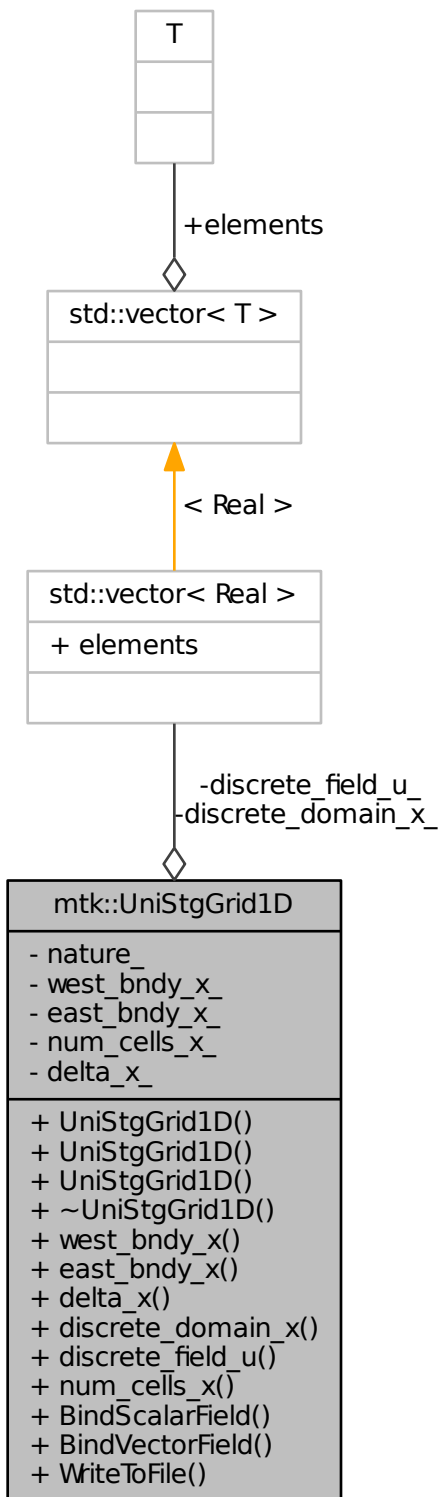 T
+elements
std::vector< T >
< Real >
std::vector< Real >
+ elements
-discrete_field_u_
-discrete_domain_x_
mtk::UniStgGrid1D
- nature_
- west_bndy_x_
- east_bndy_x_
- num_cells_x_
- delta_x_
+ UniStgGrid1D()
+ UniStgGrid1D()
+ UniStgGrid1D()
+ ~UniStgGrid1D()
+ west_bndy_x()
+ east_bndy_x()
+ delta_x()
+ discrete_domain_x()
+ discrete_field_u()
+ num_cells_x()
+ BindScalarField()
+ BindVectorField()
+ WriteToFile()